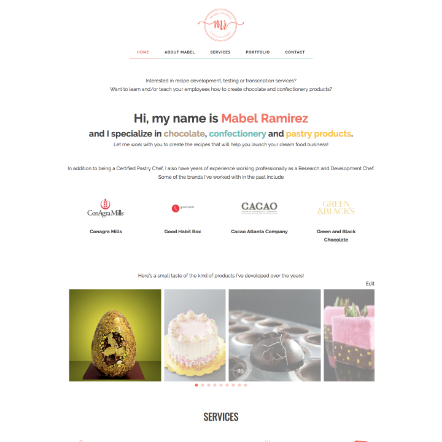 HOME
ABOUT MABEL
SERVICES
PORTFOLIO
CONTACT
Interested in recipe development, testing or transcription services?
Want to learn and/or teach your employees how to create chocolate and confectionery products?
Hi, my name is Mabel Ramirez
and I specialize in chocolate, confectionery and pastry products.
Let me work with you to create the recipes that will help you launch your dream food business!
In addition to being a Certified Pastry Chef, I also have years of experience working professionally as a Research and Development Chef.
Some of the brands I've worked with in the past include
ConAgra Mills
CACAO
GREEN
&BLACK'S
Conagra Mills
Good Habit Box
Cacao Atlanta Company
Green and Black
Chocolate
Here's a small taste of the kind of products I've developed over the years!
Edit
SERVICES